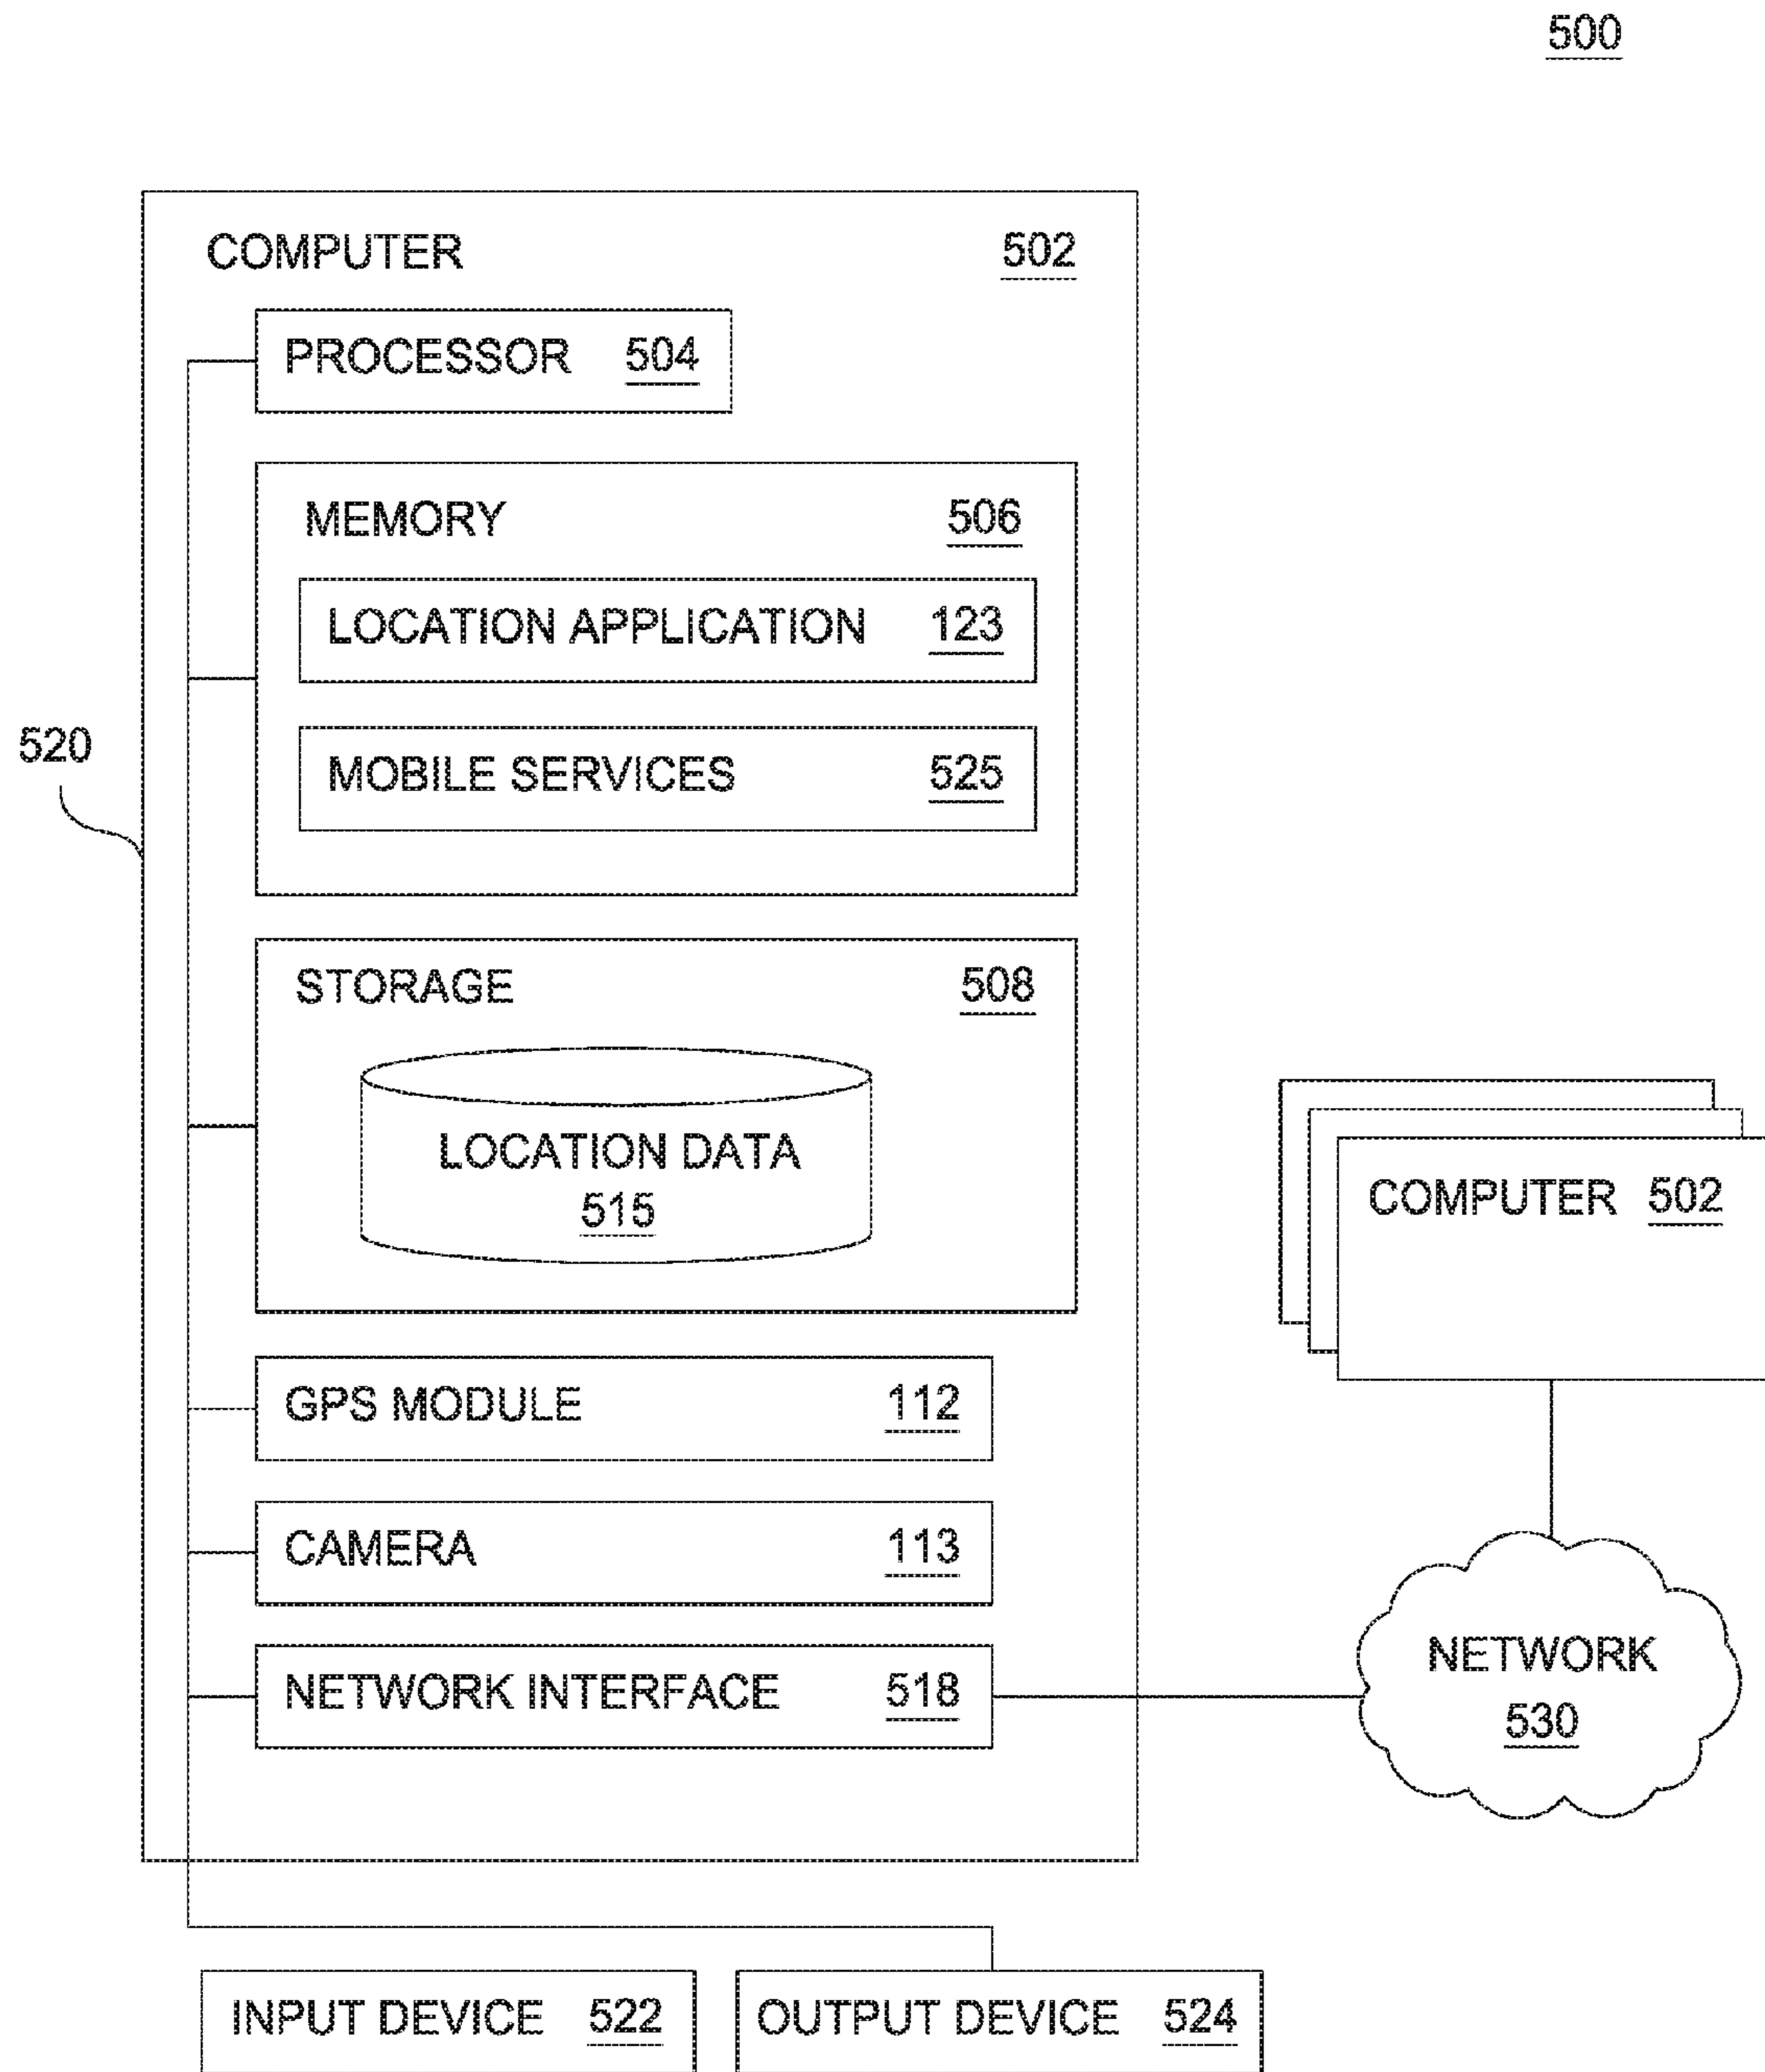 500
COMPUTER 502
PROCESSOR 504
MEMORY 506
LOCATION APPLICATION 123
MOBILE SERVICES 525
520
STORAGE 508
LOCATION DATA
515
COMPUTER 502
GPS MODULE 112
CAMERA 113
NETWORK INTERFACE 518
NETWORK
530
INPUT DEVICE 522
OUTPUT DEVICE 524